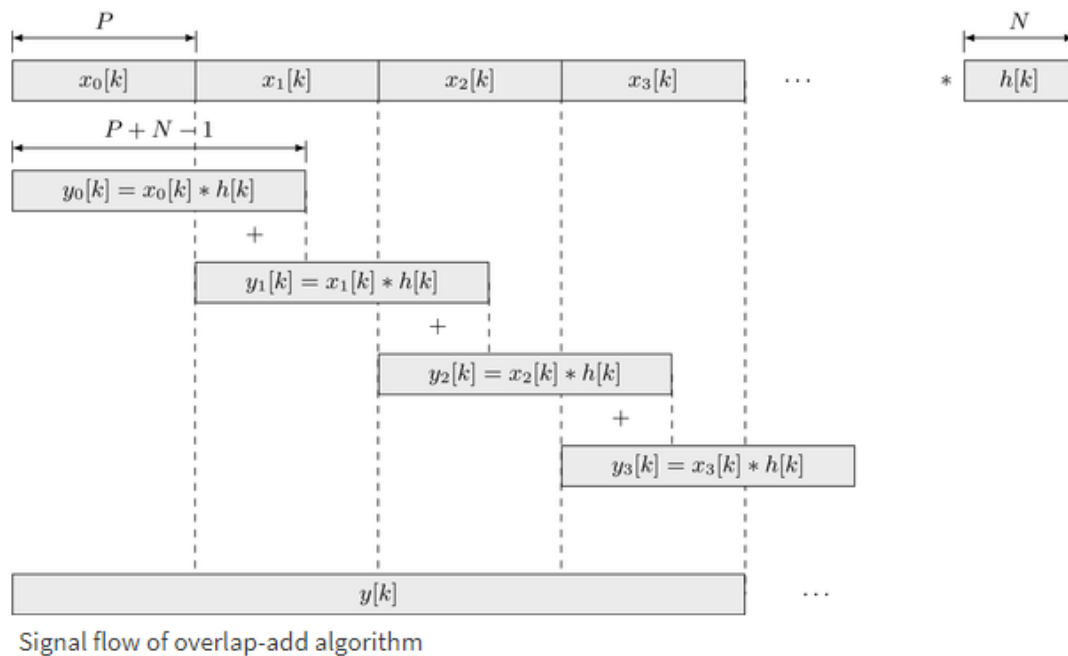 P N
x₀[k] x₁[k] x₂[k] x₃[k] ⋯ * h[k]
P + N − 1
y₀[k] = x₀[k] * h[k]
+
y₁[k] = x₁[k] * h[k]
+
y₂[k] = x₂[k] * h[k]
+
y₃[k] = x₃[k] * h[k]
y[k] ⋯
Signal flow of overlap-add algorithm